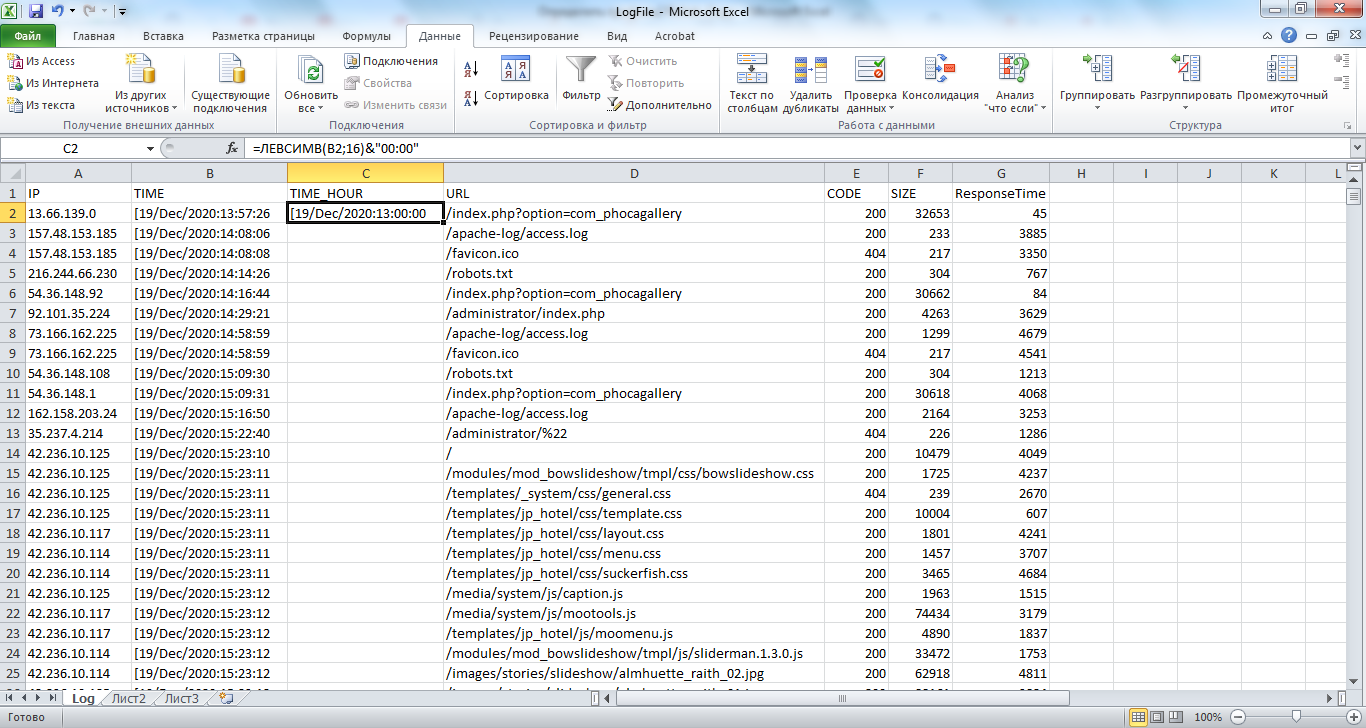 LogFile - Microsoft Excel
Файл Главная Вставка Разметка страницы Формулы Данные Рецензирование Вид Acrobat
Из Access
Из Интернета
Из текста
Из других источников
Существующие подключения
Получение внешних данных
Обновить все
Подключения
Свойства
Изменить связи
Подключения
Сортировка
Фильтр
Очистить
Повторить
Дополнительно
Сортировка и фильтр
Текст по столбцам
Удалить дубликаты
Проверка данных
Консолидация
Анализ "что если"
Работа с данными
Группировать
Разгруппировать
Промежуточный итог
Структура
C2 fx =ЛЕВСИМВ(B2;16)&"00:00"
A B C D E F G H I J K L
1 IP TIME TIME_HOUR URL CODE SIZE ResponseTime
2 13.66.139.0 [19/Dec/2020:13:57:26 [19/Dec/2020:13:00:00 /index.php?option=com_phocagallery 200 32653 45
3 157.48.153.185 [19/Dec/2020:14:08:06 /apache-log/access.log 200 233 3885
4 157.48.153.185 [19/Dec/2020:14:08:08 /favicon.ico 404 217 3350
5 216.244.66.230 [19/Dec/2020:14:14:26 /robots.txt 200 304 767
6 54.36.148.92 [19/Dec/2020:14:16:44 /index.php?option=com_phocagallery 200 30662 84
7 92.101.35.224 [19/Dec/2020:14:29:21 /administrator/index.php 200 4263 3629
8 73.166.162.225 [19/Dec/2020:14:58:59 /apache-log/access.log 200 1299 4679
9 73.166.162.225 [19/Dec/2020:14:58:59 /favicon.ico 404 217 4541
10 54.36.148.108 [19/Dec/2020:15:09:30 /robots.txt 200 304 1213
11 54.36.148.1 [19/Dec/2020:15:09:31 /index.php?option=com_phocagallery 200 30618 4068
12 162.158.203.24 [19/Dec/2020:15:16:50 /apache-log/access.log 200 2164 3253
13 35.237.4.214 [19/Dec/2020:15:22:40 /administrator/%22 404 226 1286
14 42.236.10.125 [19/Dec/2020:15:23:10 / 200 10479 4049
15 42.236.10.125 [19/Dec/2020:15:23:11 /modules/mod_bowslideshow/tmpl/css/bowslideshow.css 200 1725 4237
16 42.236.10.125 [19/Dec/2020:15:23:11 /templates/_system/css/general.css 404 239 2670
17 42.236.10.125 [19/Dec/2020:15:23:11 /templates/jp_hotel/css/template.css 200 10004 607
18 42.236.10.117 [19/Dec/2020:15:23:11 /templates/jp_hotel/css/layout.css 200 1801 4241
19 42.236.10.114 [19/Dec/2020:15:23:11 /templates/jp_hotel/css/menu.css 200 1457 3707
20 42.236.10.114 [19/Dec/2020:15:23:11 /templates/jp_hotel/css/suckerfish.css 200 3465 4684
21 42.236.10.125 [19/Dec/2020:15:23:12 /media/system/js/caption.js 200 1963 1515
22 42.236.10.117 [19/Dec/2020:15:23:12 /media/system/js/mootools.js 200 74434 3179
23 42.236.10.117 [19/Dec/2020:15:23:12 /templates/jp_hotel/js/moomenu.js 200 4890 1837
24 42.236.10.114 [19/Dec/2020:15:23:12 /modules/mod_bowslideshow/tmpl/js/sliderman.1.3.0.js 200 33472 1753
25 42.236.10.114 [19/Dec/2020:15:23:12 /images/stories/slideshow/almhuette_raith_02.jpg 200 62918 4811
Log Лист2 Лист3
Готово 100%